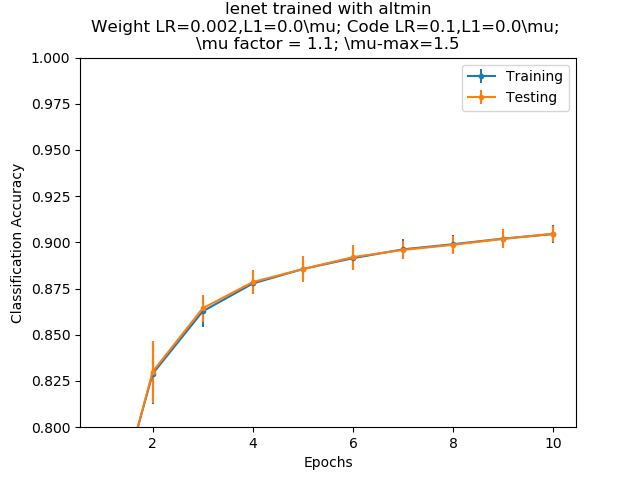 lenet trained with altmin
Weight LR=0.002,L1=0.0\mu; Code LR=0.1,L1=0.0\mu;
\mu factor = 1.1; \mu-max=1.5
Training
Testing
1.000
0.975
0.950
0.925
0.900
0.875
0.850
0.825
0.800
Classification Accuracy
2
4
6
8
10
Epochs